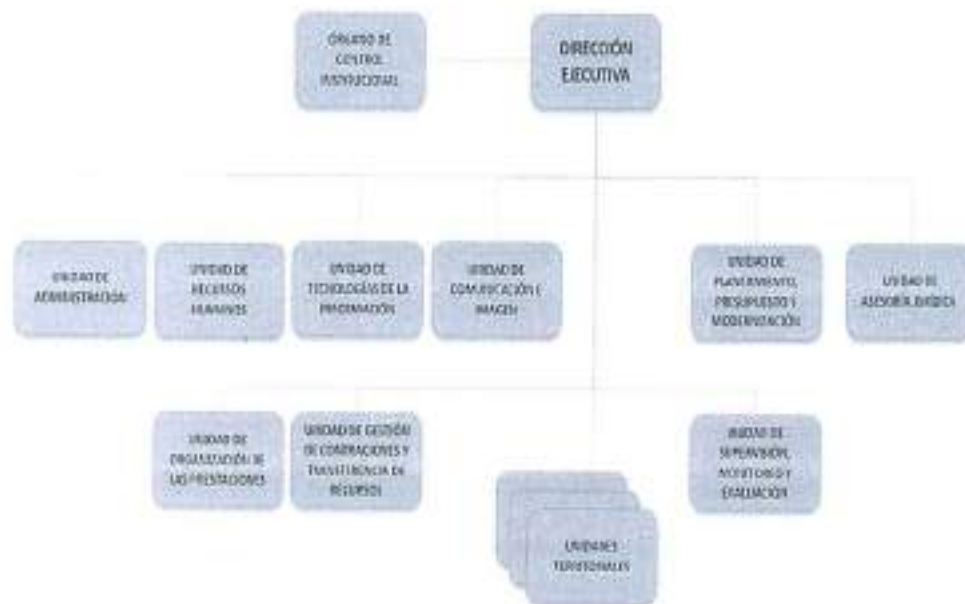 ÓRGANO DE
CONTROL
INSTITUCIONAL
DIRECCIÓN
EJECUTIVA
UNIDAD DE
ADMINISTRACIÓN
UNIDAD DE
RECURSOS
HUMANOS
UNIDAD DE
TECNOLOGÍAS DE LA
INFORMACIÓN
UNIDAD DE
COMUNICACIÓN E
IMAGEN
UNIDAD DE
PLANEAMIENTO,
PRESUPUESTO Y
MODERNIZACIÓN
UNIDAD DE
ASESORÍA JURÍDICA
UNIDAD DE
ORGANIZACIÓN DE
LAS PRESTACIONES
UNIDAD DE GESTIÓN
DE CONTRACIONES Y
TRANSFERENCIA DE
RECURSOS
UNIDAD DE
SUPERVISIÓN,
MONITOREO Y
EVALUACIÓN
UNIDADES
TERRITORIALES